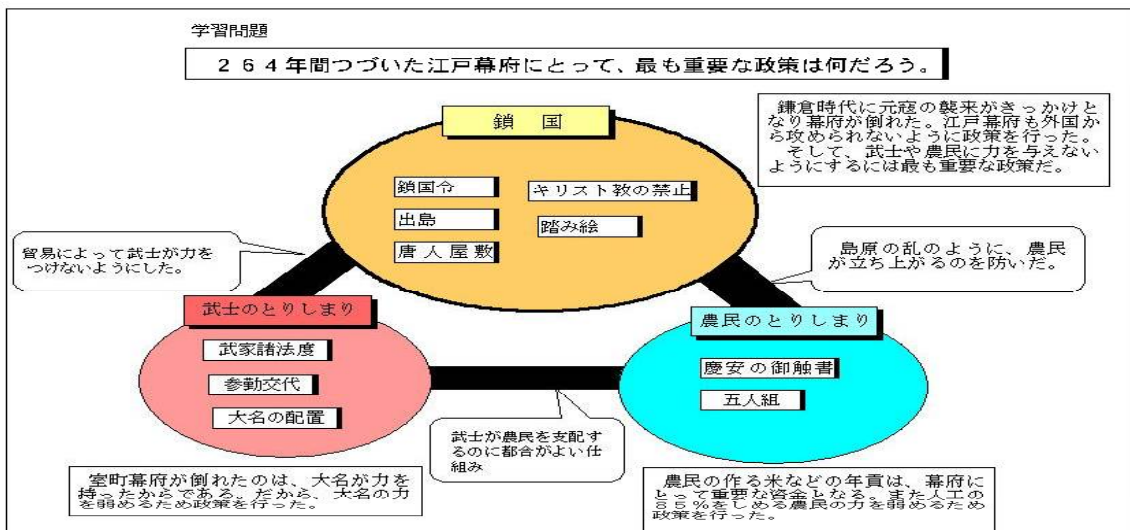 学習問題
264年間つづいた江戸幕府にとって、最も重要な政策は何だろう。
鎖国
鎌倉時代に元寇の襲来がきっかけと
なり幕府が倒れた。江戸幕府も外国か
ら攻められないように政策を行った。
そして、武士や農民に力を与えない
ようにするには最も重要な政策だ。
鎖国令
キリスト教の禁止
出島
踏み絵
唐人屋敷
貿易によって武士が力を
つけないようにした。
島原の乱のように、農民
が立ち上がるのを防いだ。
武士のとりしまり
農民のとりしまり
武家諸法度
参勤交代
大名の配置
慶安の御触書
五人組
武士が農民を支配す
るのに都合がよい仕
組み
室町幕府が倒れたのは、大名が力を
持ったからである。だから、大名の力
を弱めるため政策を行った。
農民の作る米などの年貢は、幕府に
とって重要な資金となる。また人工の
85%をしめる農民の力を弱めるため
政策を行った。